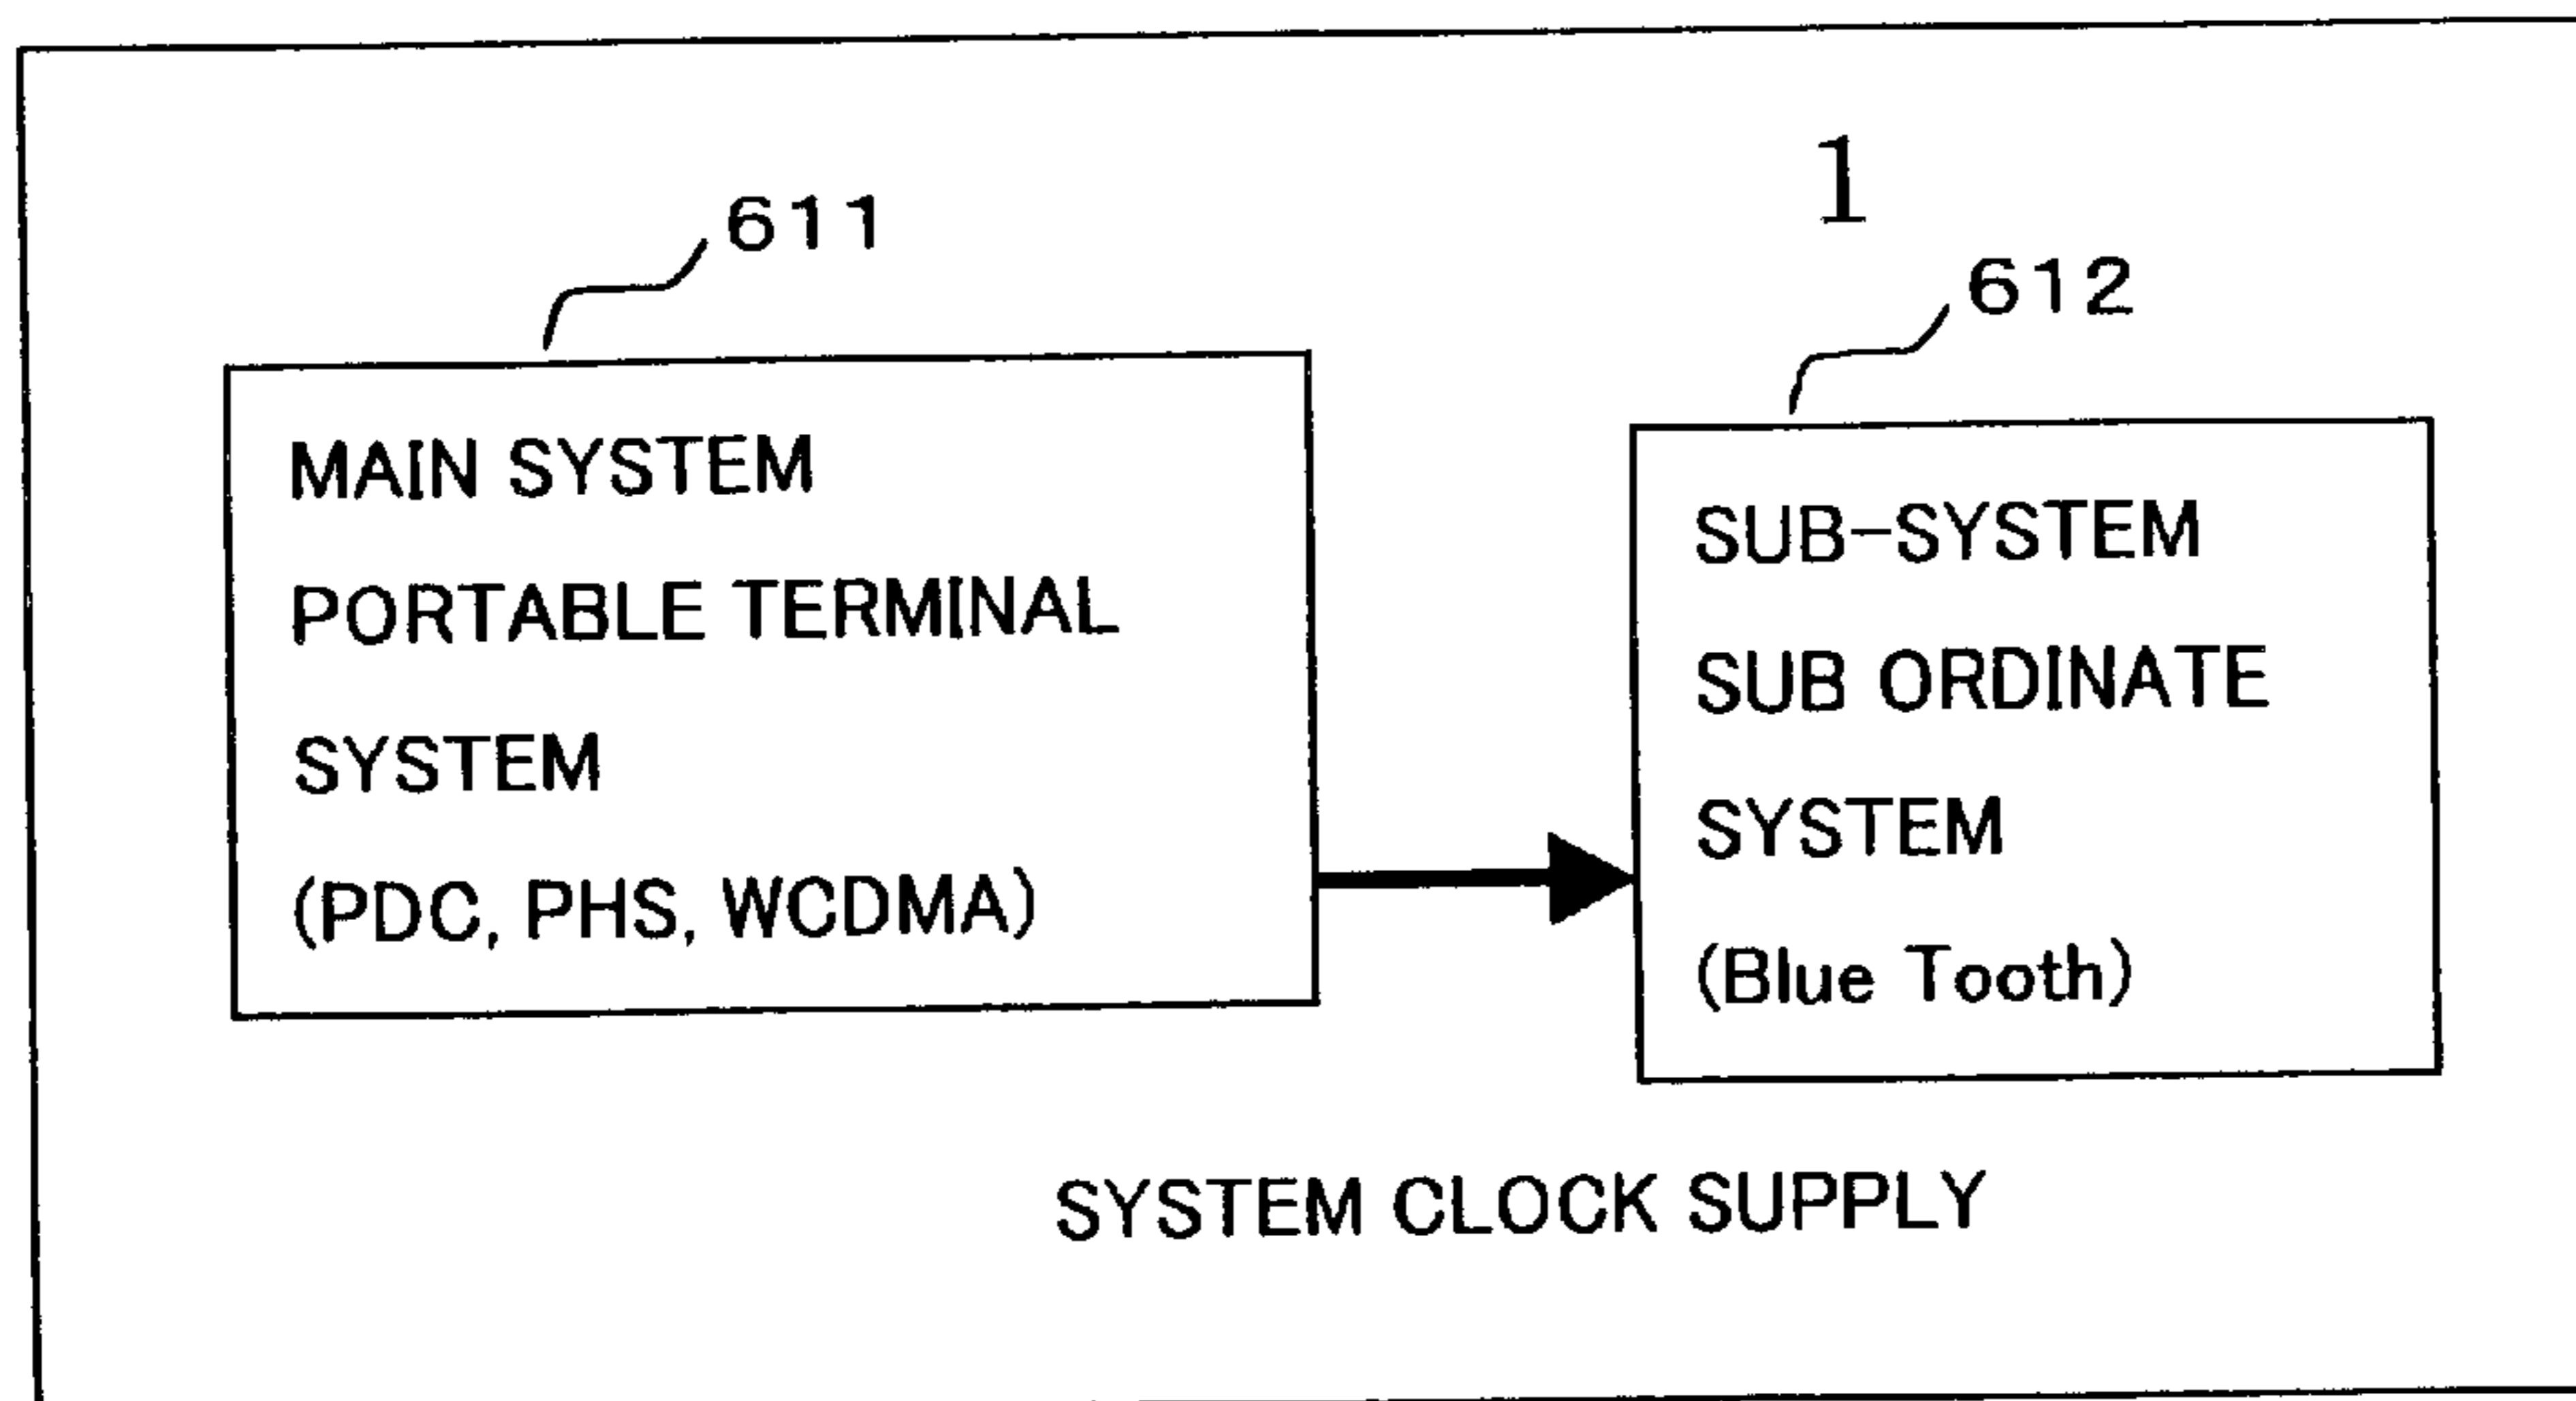 1
611
612
MAIN SYSTEM
PORTABLE TERMINAL
SYSTEM
(PDC, PHS, WCDMA)
SUB-SYSTEM
SUB ORDINATE
SYSTEM
(Blue Tooth)
SYSTEM CLOCK SUPPLY